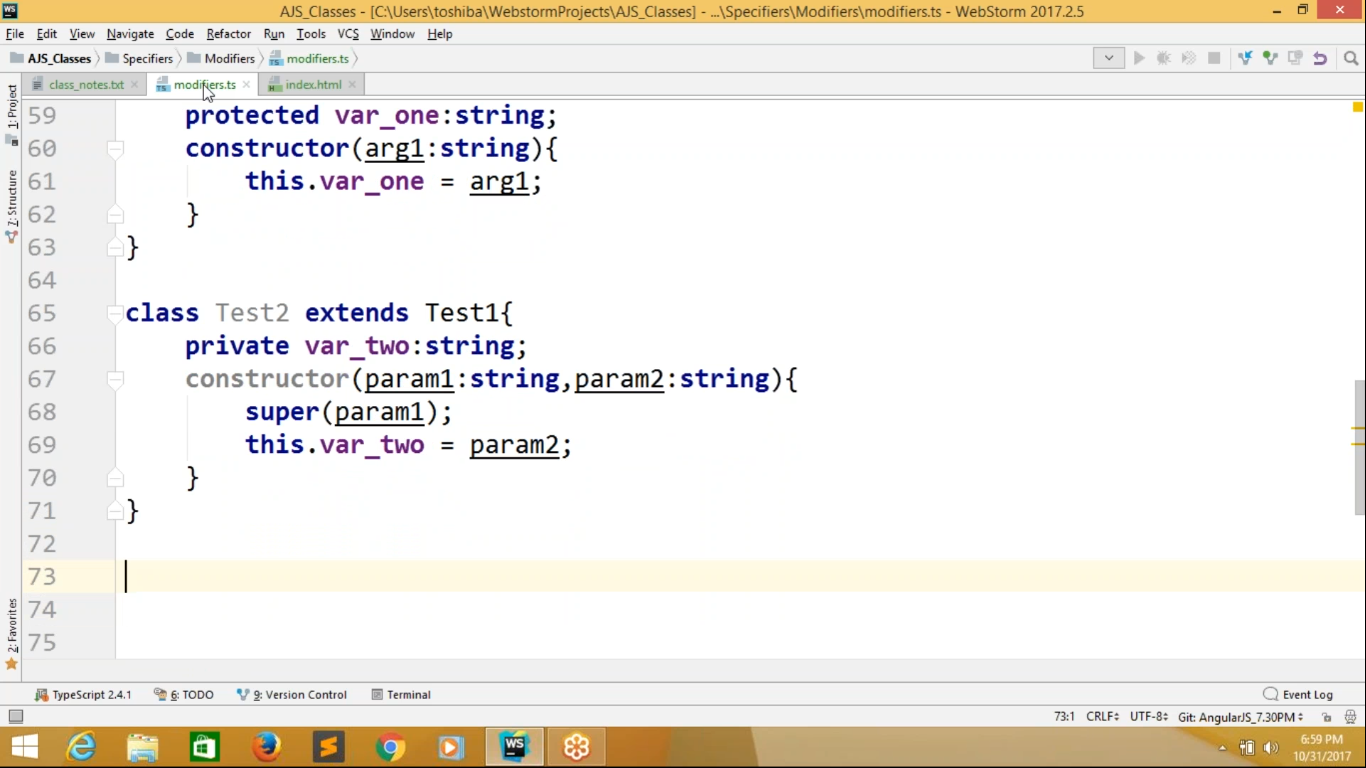 WS AJS_Classes - [C:\Users\toshiba\WebstormProjects\AJS_Classes] - ...\Specifiers\Modifiers\modifiers.ts - WebStorm 2017.2.5
File Edit View Navigate Code Refactor Run Tools VCS Window Help
AJS_Classes Specifiers Modifiers modifiers.ts
class_notes.txt modifiers.ts index.html
1: Project
7: Structure
2: Favorites
59 protected var_one:string;
60 constructor(arg1:string){
61 this.var_one = arg1;
62 }
63 }
64
65 class Test2 extends Test1{
66 private var_two:string;
67 constructor(param1:string,param2:string){
68 super(param1);
69 this.var_two = param2;
70 }
71 }
72
73
74
75
TypeScript 2.4.1 6: TODO 9: Version Control Terminal Event Log
73:1 CRLF UTF-8 Git: AngularJS_7.30PM
WS 6:59 PM
10/31/2017